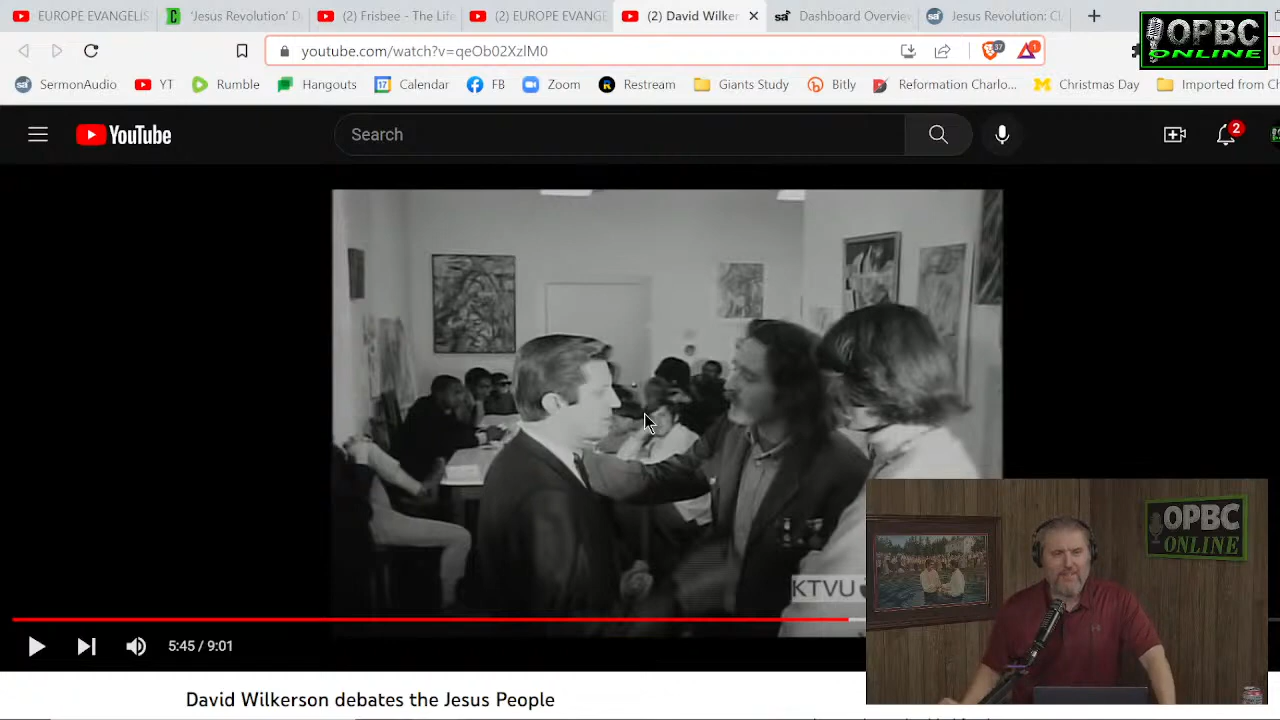 EUROPE EVANGELIS
"Jesus Revolution" D
(2) Frisbee - The Life
EUROPE EVANGE
(2) David Wilker
Dashboard Overview
Jesus Revolution: CL
youtube.com/watch?v=qeOb02XzlM0
37
1
OPBC
ONLINE
SermonAudio
YT
Rumble
Hangouts
17
Calendar
FB
Zoom
Restream
Giants Study
Bitly
Reformation Charlo...
Christmas Day
Imported from Ch
YouTube
Search
2
KTVU
OPBC
ONLINE
5:45 / 9:01
David Wilkerson debates the Jesus People